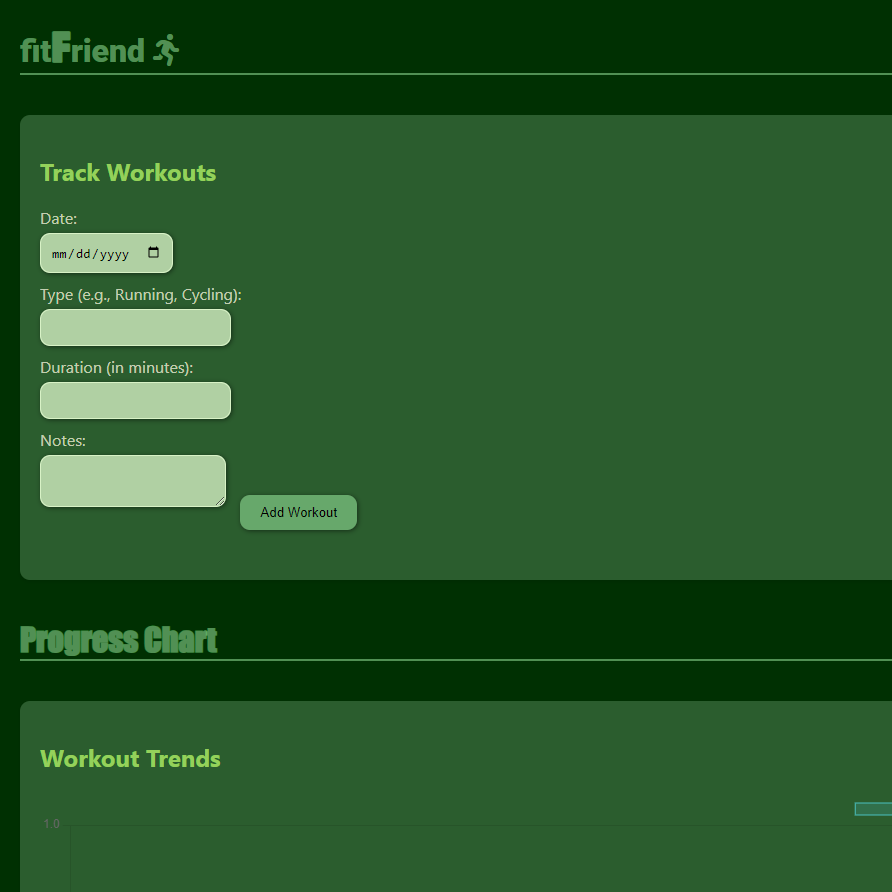 fitFriend
Track Workouts
Date:
mm/dd/yyyy
Type (e.g., Running, Cycling):
Duration (in minutes):
Notes:
Add Workout
Progress Chart
Workout Trends
1.0